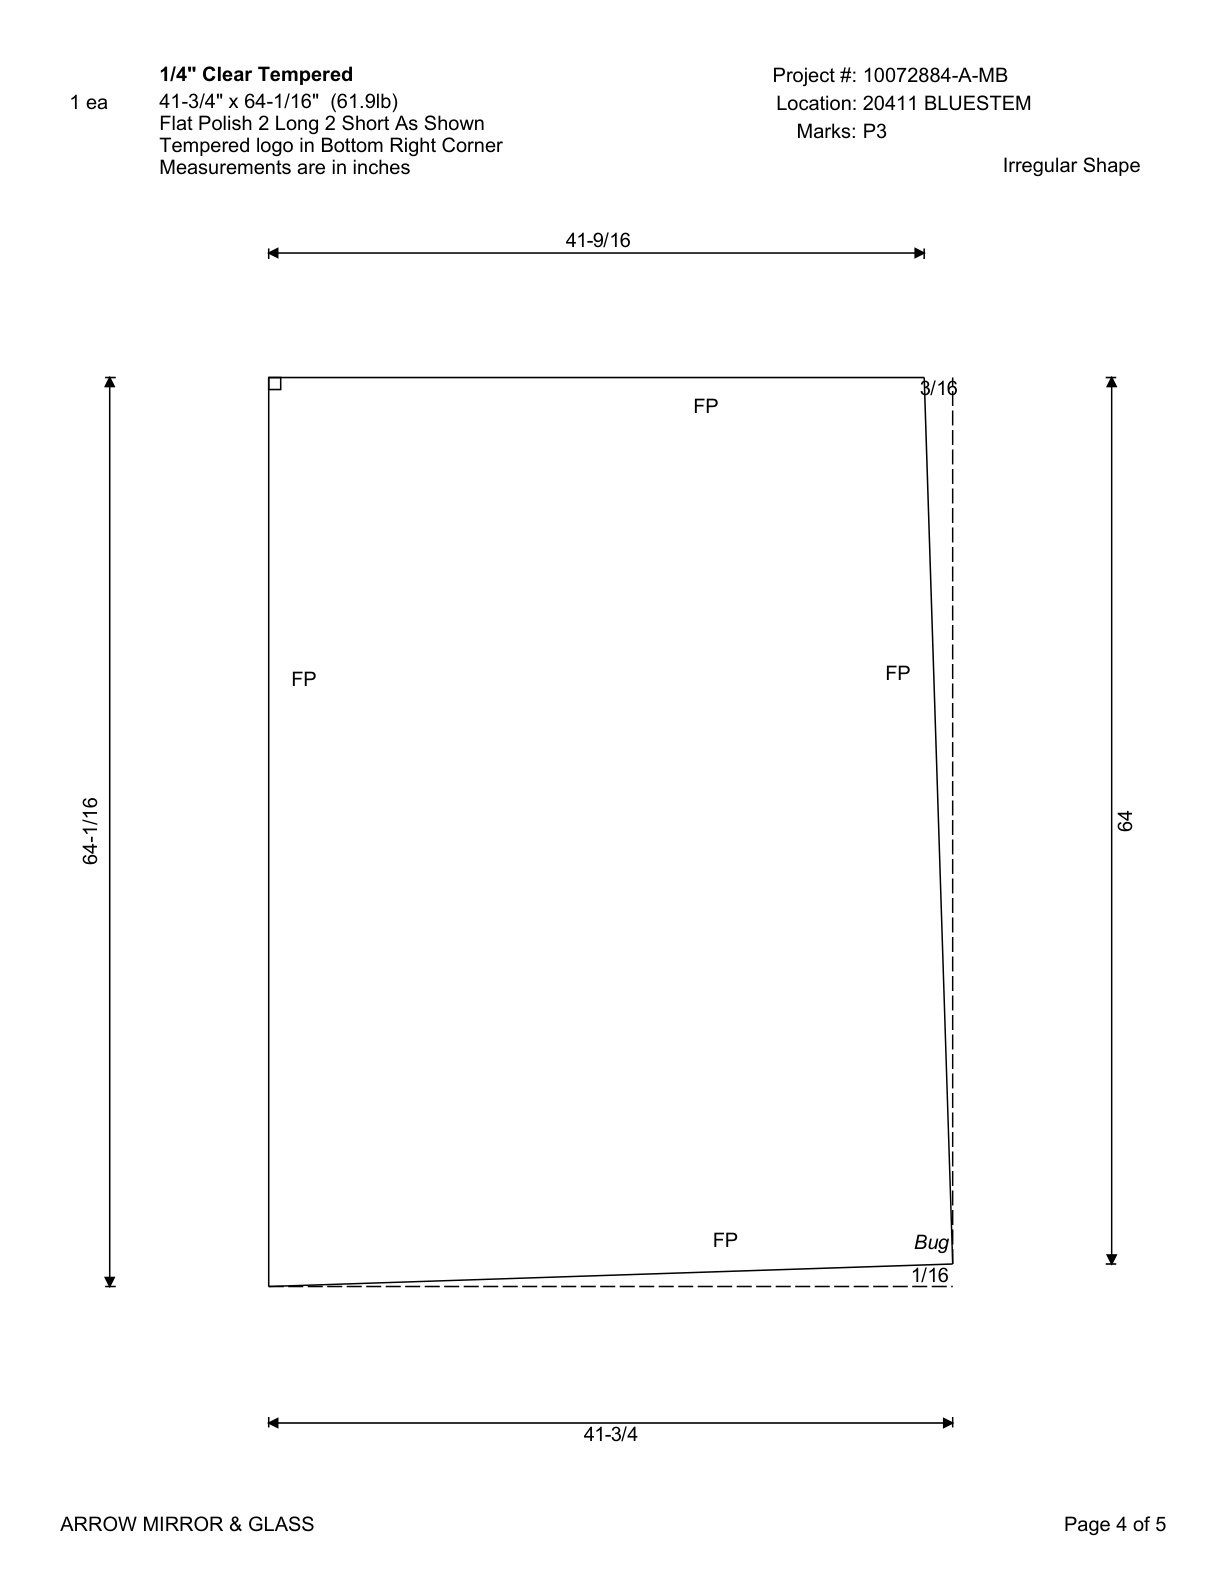 1/4" Clear Tempered
1 ea
41-3/4" x 64-1/16"  (61.9lb)
Flat Polish 2 Long 2 Short As Shown
Tempered logo in Bottom Right Corner
Measurements are in inches
Project #: 10072884-A-MB
Location: 20411 BLUESTEM
Marks: P3
Irregular Shape
41-9/16
3/16
FP
FP
FP
64-1/16
64
FP
Bug
1/16
41-3/4
ARROW MIRROR & GLASS
Page 4 of 5